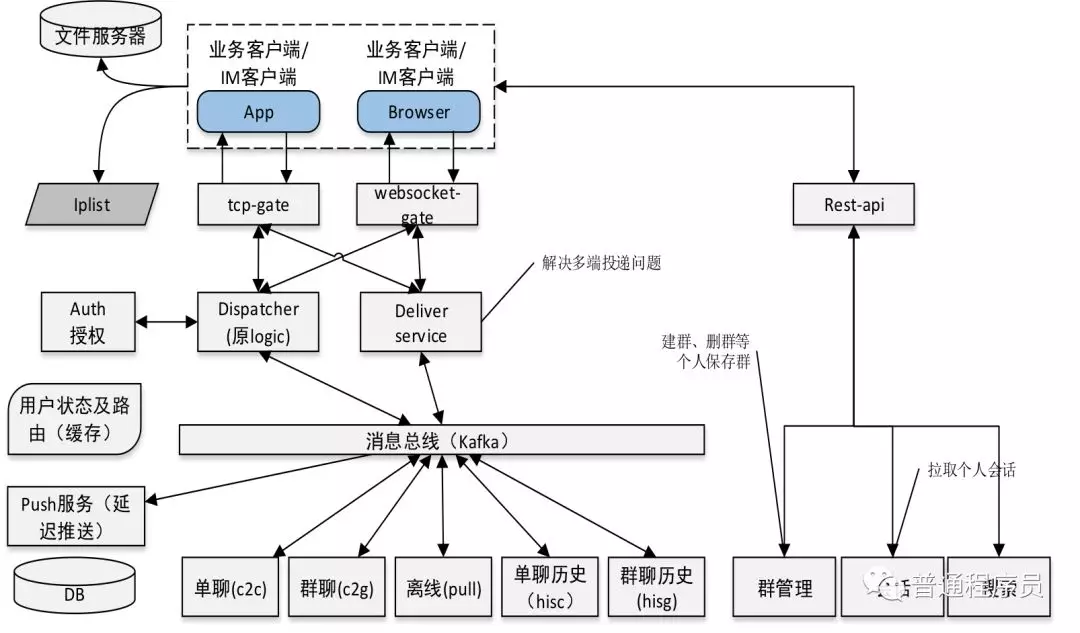 文件服务器
业务客户端/
IM客户端
App
业务客户端/
IM客户端
Browser
Iplist
tcp-gate
websocket-
gate
Rest-api
解决多端投递问题
Auth
授权
Dispatcher
(原logic)
Deliver
service
建群、删群等
个人保存群
用户状态及路
由（缓存）
消息总线（Kafka）
拉取个人会话
Push服务（延
迟推送）
DB
单聊(c2c)
群聊(c2g)
离线(pull)
单聊历史
（hisc）
群聊历史
(hisg)
群管理
普通程序员